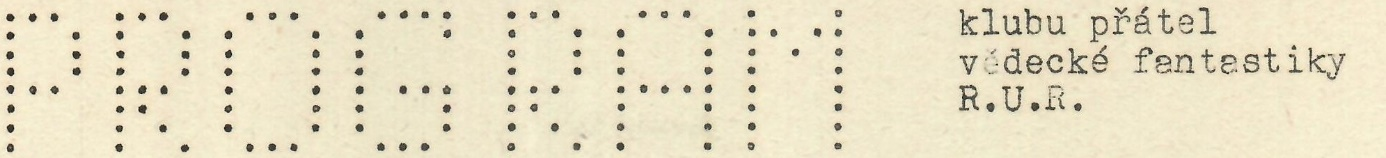 PROGRAM
klubu přátel
vědecké fantastiky
R.U.R.